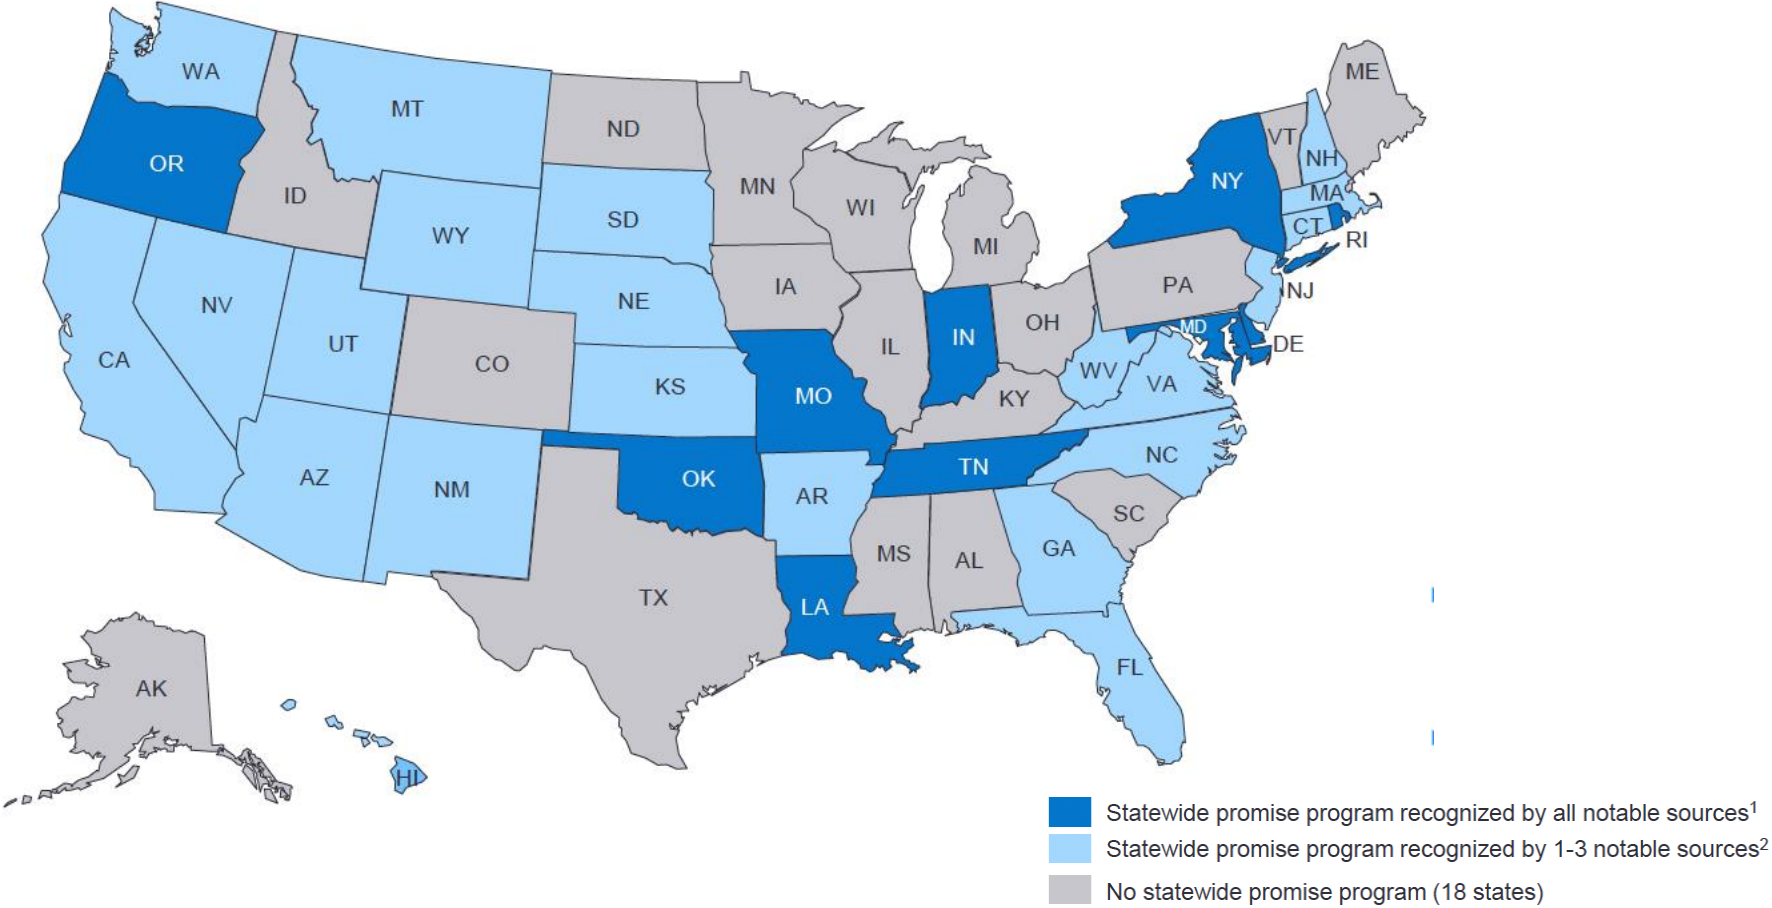 ME
WA
MT
ND
VT
OR
NH
MN
NY
ID
MA
WI
SD
CT
WY
RI
MI
IA
PA
NJ
NE
NV
OH
MD
IN
UT
DE
IL
CA
CO
WV
VA
KS
MO
KY
NC
TN
AZ
OK
NM
AR
SC
GA
MS
AL
TX
LA
FL
AK
HI
Statewide promise program recognized by all notable sources¹
Statewide promise program recognized by 1-3 notable sources²
No statewide promise program (18 states)